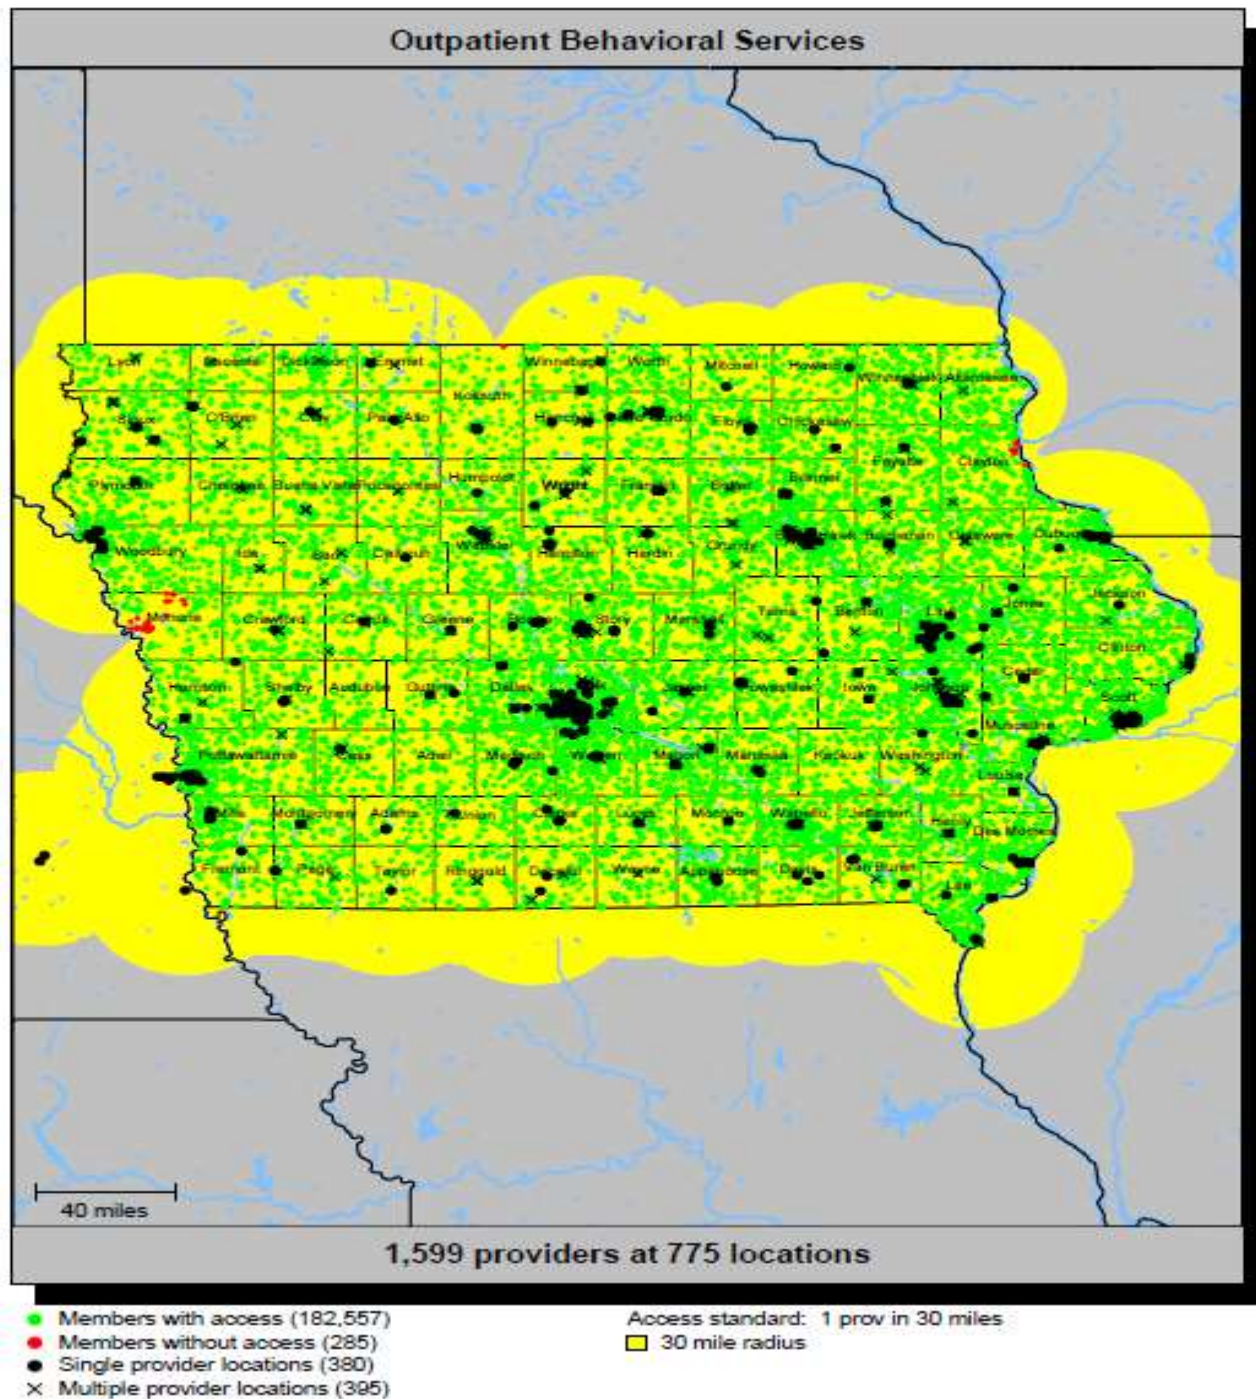 Outpatient Behavioral Services
Lyon Dickinson Emmet Winnebago Worth Mitchell Howard Winneshiek Allamakee
Kossuth
Sioux O'Brien Clay Palo Alto Hancock Cerro Gordo Floyd Chickasaw
Fayette Clayton
Plymouth Cherokee Buena Vista Pocahontas Humboldt Wright Franklin Butler Bremer
Woodbury Ida Sac Calhoun Webster Hamilton Hardin Grundy Buchanan Delaware Dubuque
Monona Crawford Carroll Greene Boone Story Marshall Tama Benton Linn Jones Jackson
Clinton
Harrison Shelby Audubon Guthrie Dallas Jasper Poweshiek Iowa Johnson Cedar Scott
Muscatine
Pottawattamie Cass Adair Madison Warren Marion Mahaska Keokuk Washington
Louisa
Mills Montgomery Adams Union Clarke Lucas Monroe Wapello Jefferson Henry Des Moines
Fremont Page Taylor Ringgold Decatur Wayne Appanoose Davis Van Buren Lee
40 miles
1,599 providers at 775 locations
Members with access (182,557)
Members without access (285)
Single provider locations (380)
Multiple provider locations (395)
Access standard: 1 prov in 30 miles
30 mile radius